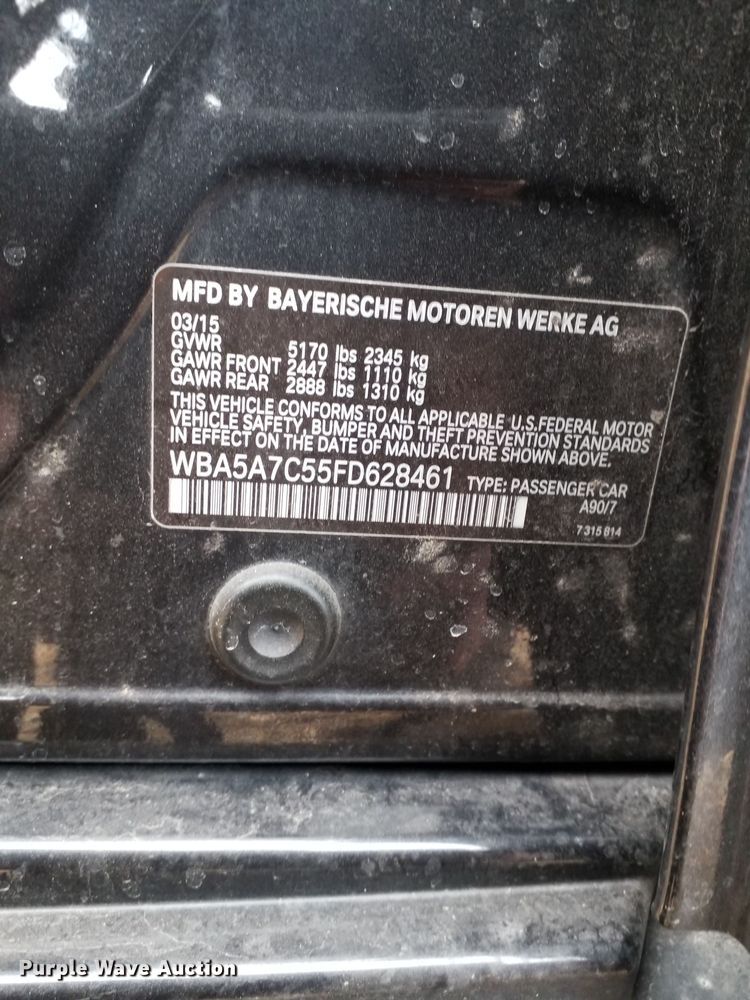 MFD BY BAYERISCHE MOTOREN WERKE AG
03/15
GVWR 5170 lbs 2345 kg
GAWR FRONT 2447 lbs 1110 kg
GAWR REAR 2888 lbs 1310 kg
THIS VEHICLE CONFORMS TO ALL APPLICABLE U.S.FEDERAL MOTOR
VEHICLE SAFETY, BUMPER AND THEFT PREVENTION STANDARDS
IN EFFECT ON THE DATE OF MANUFACTURE SHOWN ABOVE.
WBA5A7C55FD628461 TYPE: PASSENGER CAR
A90/7
7 315 814
Purple Wave Auction